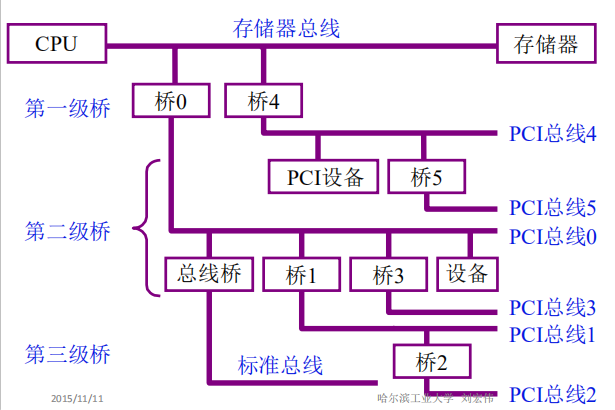 存储器总线
CPU
存储器
第一级桥
桥0
桥4
PCI总线4
PCI设备
桥5
PCI总线5
第二级桥
PCI总线0
总线桥
桥1
桥3
设备
PCI总线3
PCI总线1
第三级桥
标准总线
桥2
PCI总线2
2015/11/11
哈尔滨工业大学 刘宏伟